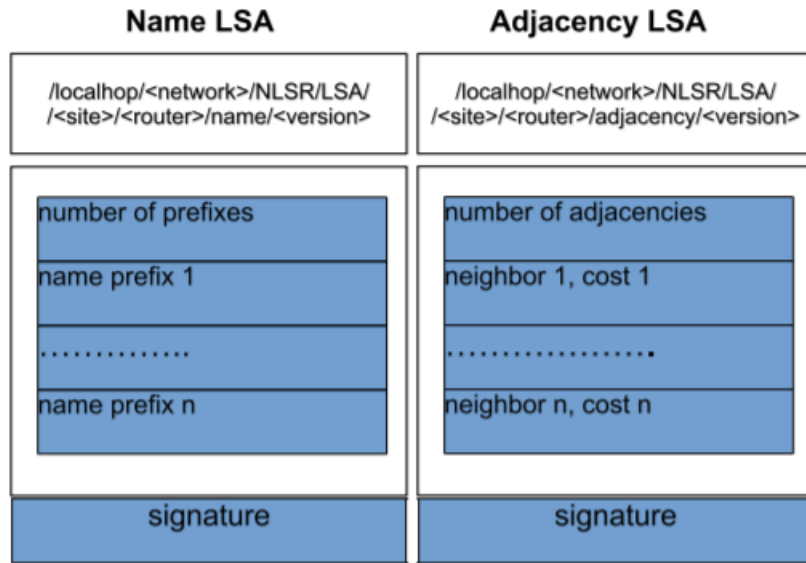 Name LSA
/localhop/<network>/NLSR/LSA/
/<site>/<router>/name/<version>
number of prefixes
name prefix 1
..............
name prefix n
signature
Adjacency LSA
/localhop/<network>/NLSR/LSA/
/<site>/<router>/adjacency/<version>
number of adjacencies
neighbor 1, cost 1
....................
neighbor n, cost n
signature